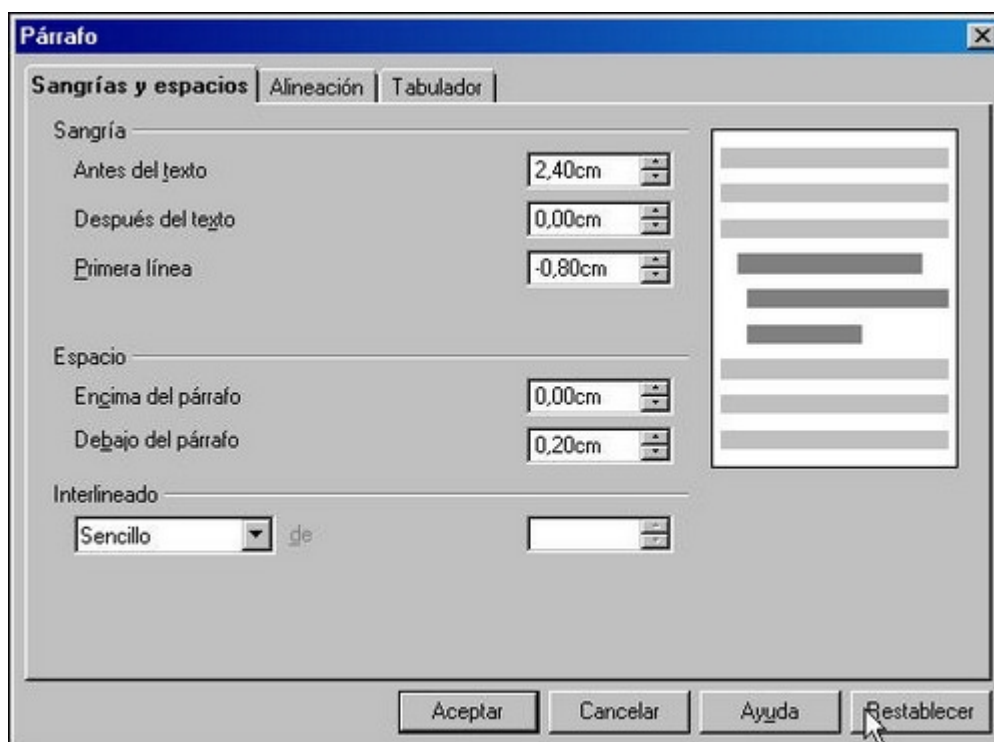 Párrafo
Sangrías y espacios Alineación Tabulador
Sangría
Antes del texto 2,40cm
Después del texto 0,00cm
Primera línea -0,80cm
Espacio
Encima del párrafo 0,00cm
Debajo del párrafo 0,20cm
Interlineado
Sencillo de
Aceptar Cancelar Ayuda Restablecer